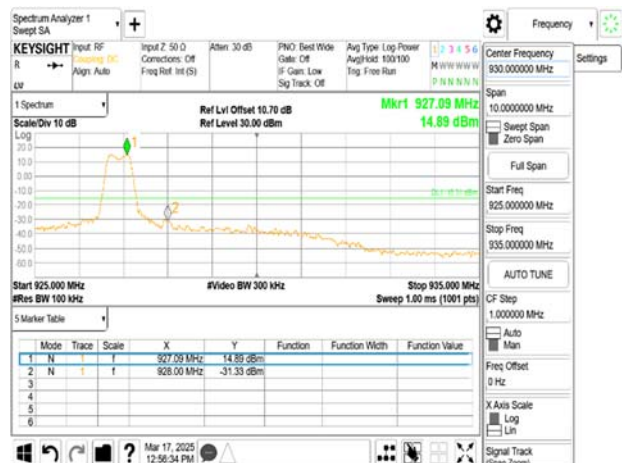 Spectrum Analyzer 1
Swept SA
Frequency
Settings
KEYSIGHT
Input: RF
Coupling: DC
Align: Auto
Input Z: 50 Ω
Corrections: Off
Freq Ref: Int (S)
Atten: 30 dB
PNO: Best Wide
Gate: Off
IF Gain: Low
Sig Track: Off
Avg Type: Log-Power
Avg|Hold: 100/100
Trig: Free Run
1 2 3 4 5 6
M W W W W W
P N N N N N
R
LXI
1 Spectrum
Scale/Div 10 dB
Log
Ref Lvl Offset 10.70 dB
Ref Level 30.00 dBm
Mkr1 927.09 MHz
14.89 dBm
20.0
10.0
0.00
-10.0
-20.0
-30.0
-40.0
-50.0
-60.0
1
2
Start 925.000 MHz
#Res BW 100 kHz
#Video BW 300 kHz
Stop 935.000 MHz
Sweep 1.00 ms (1001 pts)
5 Marker Table
Mode Trace Scale X Y Function Function Width Function Value
1 N 1 f 927.09 MHz 14.89 dBm
2 N 1 f 928.00 MHz -31.33 dBm
3
4
5
6
Mar 17, 2025
12:56:34 PM
Center Frequency
930.000000 MHz
Span
10.0000000 MHz
Swept Span
Zero Span
Full Span
Start Freq
925.000000 MHz
Stop Freq
935.000000 MHz
AUTO TUNE
CF Step
1.000000 MHz
Auto
Man
Freq Offset
0 Hz
X Axis Scale
Log
Lin
Signal Track
(Span Zoom)